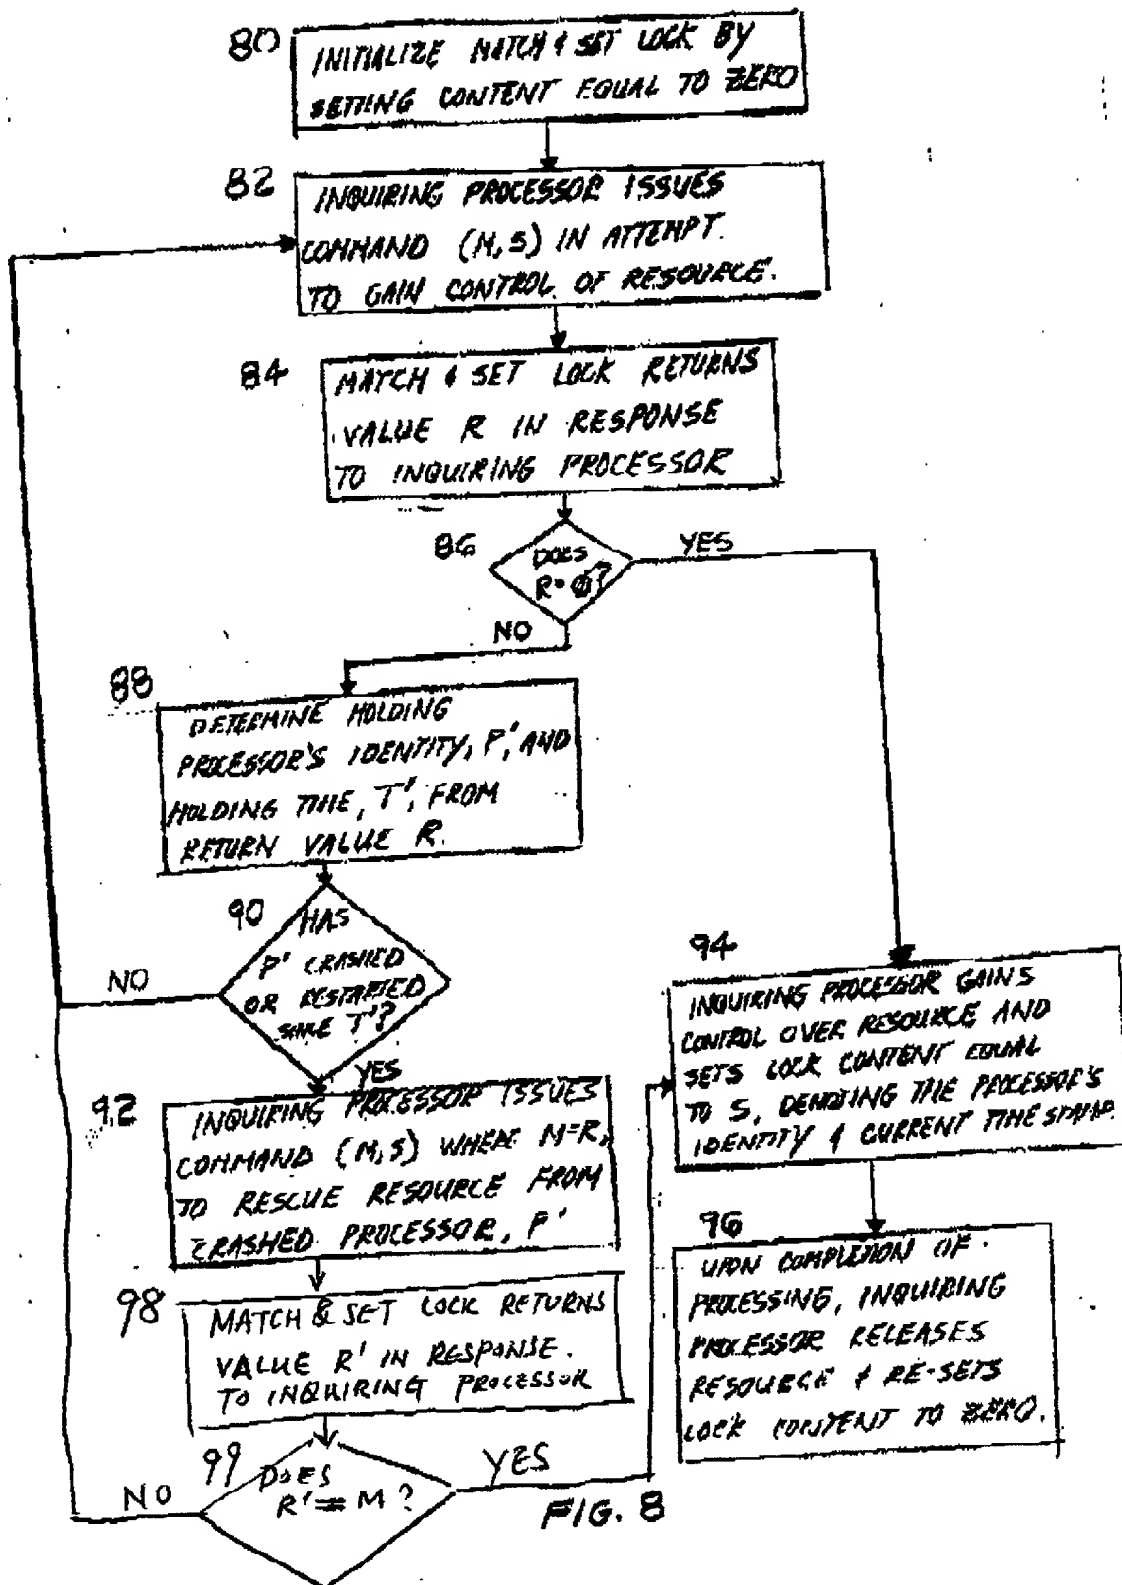 80
INITIALIZE MATCH & SET LOCK BY
SETTING CONTENT EQUAL TO ZERO
82
INQUIRING PROCESSOR ISSUES
COMMAND (M,S) IN ATTEMPT.
TO GAIN CONTROL OF RESOURCE.
84
MATCH & SET LOCK RETURNS
VALUE R IN RESPONSE
TO INQUIRING PROCESSOR
86
DOES
R=Ø?
YES
NO
88
DETERMINE HOLDING
PROCESSOR'S IDENTITY, P', AND
HOLDING TIME, T', FROM
RETURN VALUE R.
90
HAS
P' CRASHED
OR RESTARTED
SINCE T'?
NO
YES
92
INQUIRING PROCESSOR ISSUES
COMMAND (M,S) WHERE M=R,
TO RESCUE RESOURCE FROM
CRASHED PROCESSOR, P'
94
INQUIRING PROCESSOR GAINS
CONTROL OVER RESOURCE AND
SETS LOCK CONTENT EQUAL
TO S, DENOTING THE PROCESSOR'S
IDENTITY & CURRENT TIME STAMP.
96
UPON COMPLETION OF
PROCESSING, INQUIRING
PROCESSOR RELEASES
RESOURCE & RE-SETS
LOCK CONTENT TO ZERO.
98
MATCH & SET LOCK RETURNS
VALUE R' IN RESPONSE.
TO INQUIRING PROCESSOR
99
DOES
R' = M ?
NO
YES
FIG. 8